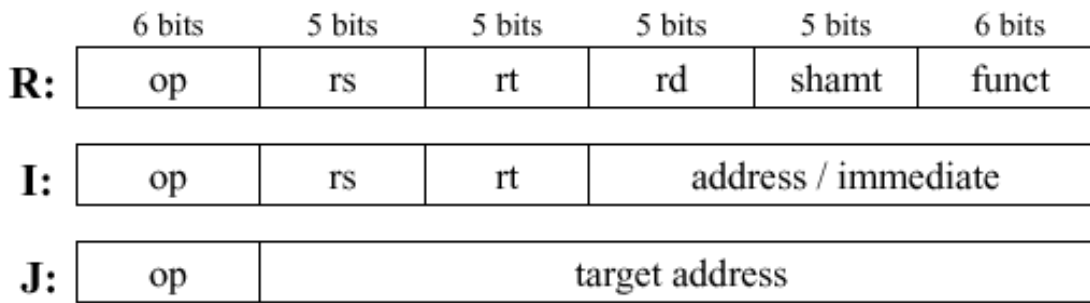 6 bits 5 bits 5 bits 5 bits 5 bits 6 bits
R: op rs rt rd shamt funct
I: op rs rt address / immediate
J: op target address